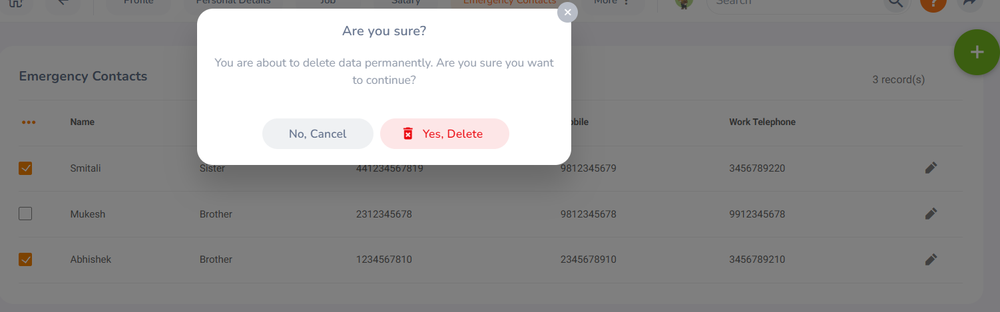 Profile Personal Details Job Salary Emergency Contacts More Search ?
Are you sure?
You are about to delete data permanently. Are you sure you want
to continue?
No, Cancel Yes, Delete
Emergency Contacts 3 record(s)
Name Work Telephone
Smitali Sister 441234567819 9812345679 3456789220
Mukesh Brother 2312345678 9812345678 9912345678
Abhishek Brother 1234567810 2345678910 3456789210